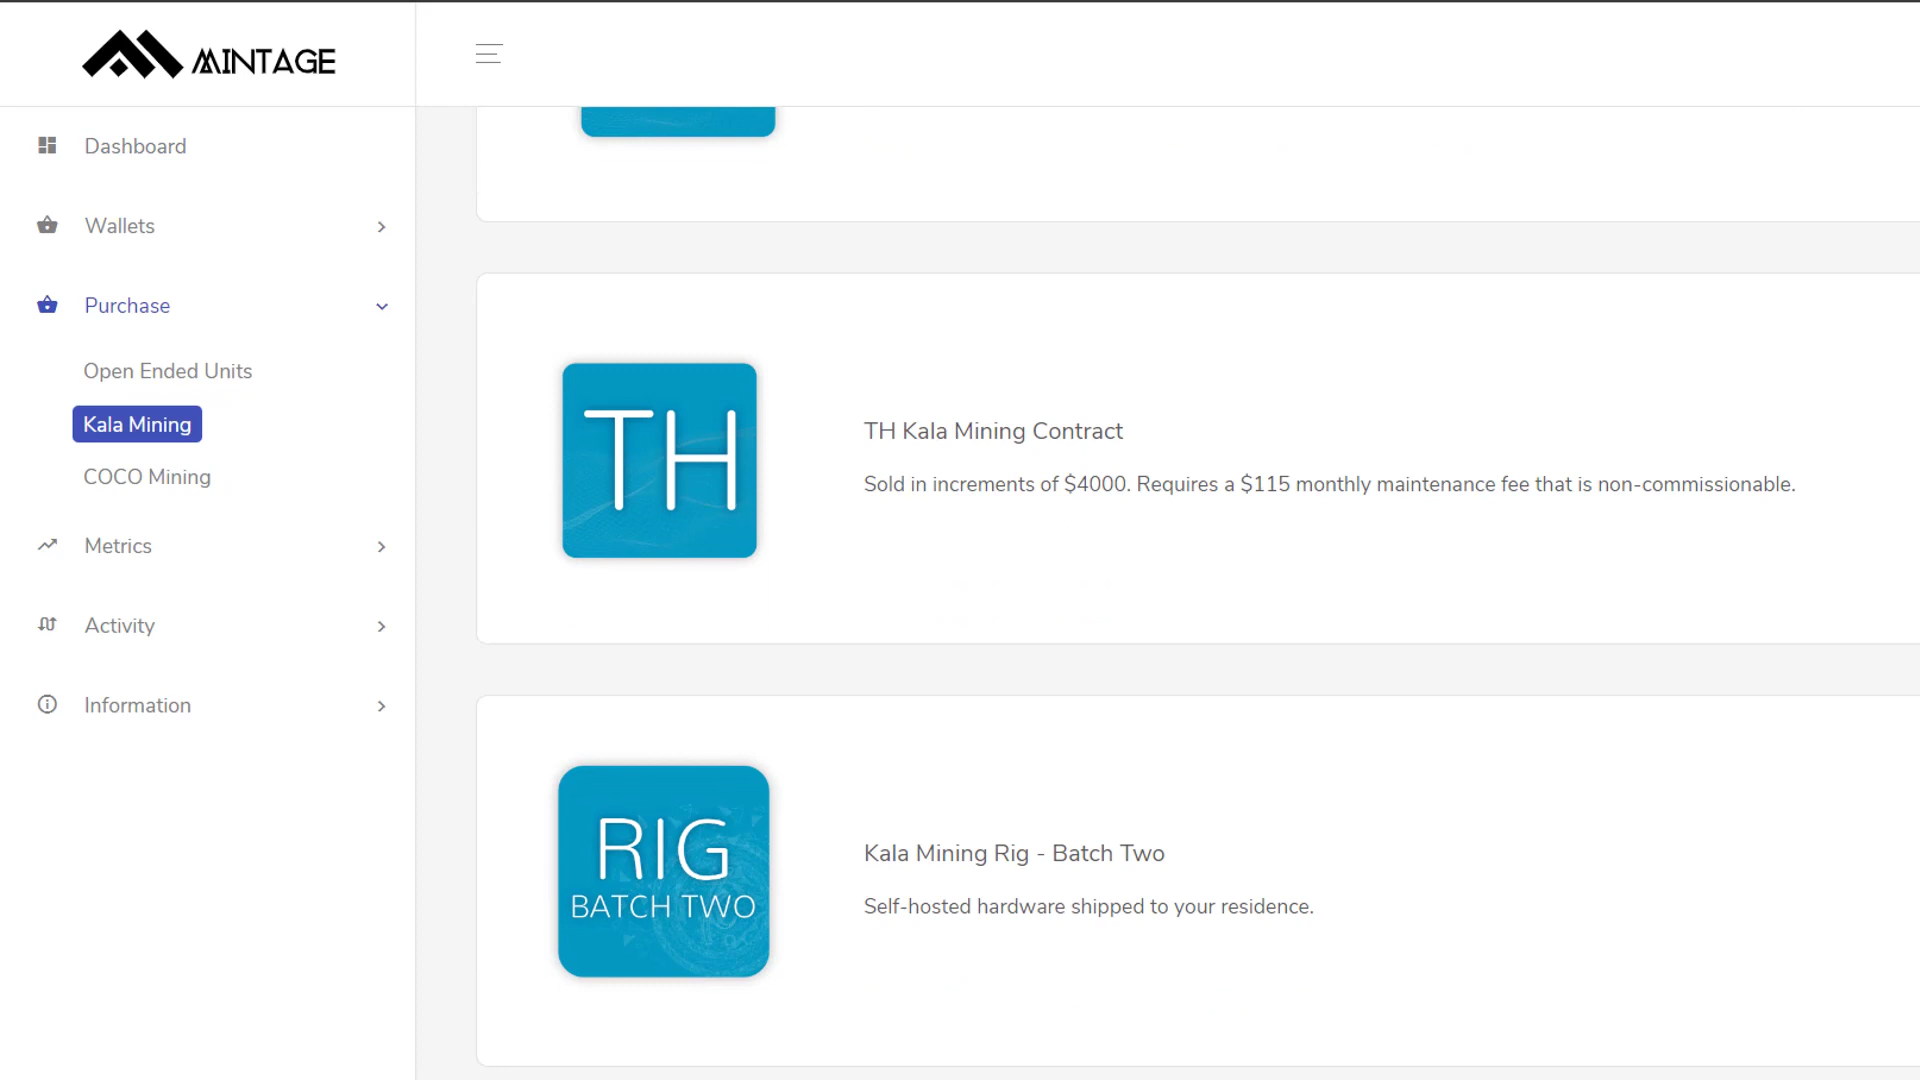 MINTAGE
Dashboard
Wallets
Purchase
Open Ended Units
Kala Mining
COCO Mining
Metrics
Activity
Information
TH
TH Kala Mining Contract
Sold in increments of $4000. Requires a $115 monthly maintenance fee that is non-commissionable.
RIG
BATCH TWO
Kala Mining Rig - Batch Two
Self-hosted hardware shipped to your residence.